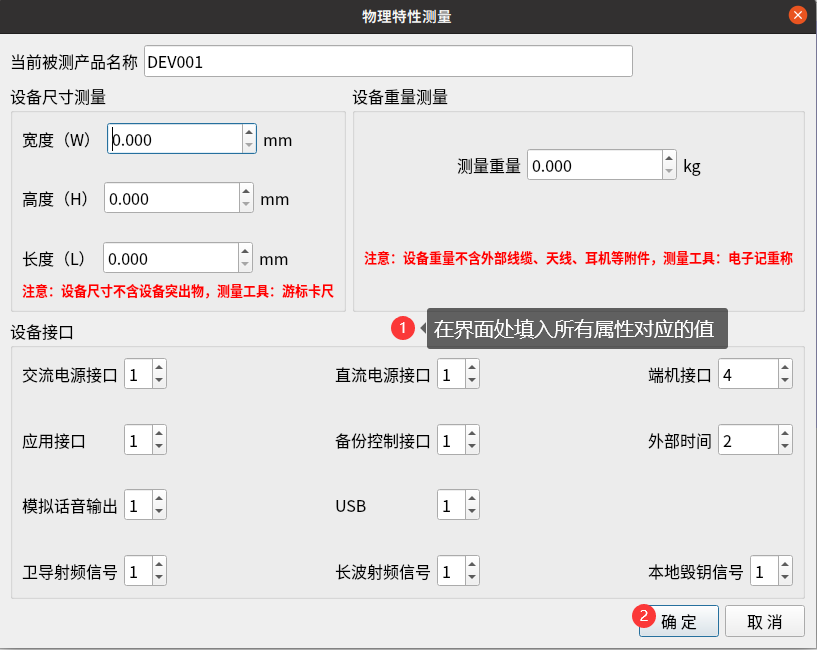 物理特性测量
当前被测产品名称 DEV001
设备尺寸测量
宽度（W） 0.000 mm
高度（H） 0.000 mm
长度（L） 0.000 mm
注意：设备尺寸不含设备突出物，测量工具：游标卡尺
设备重量测量
测量重量 0.000 kg
注意：设备重量不含外部线缆、天线、耳机等附件，测量工具：电子记重称
1 在界面处填入所有属性对应的值
设备接口
交流电源接口 1 直流电源接口 1 端机接口 4
应用接口 1 备份控制接口 1 外部时间 2
模拟话音输出 1 USB 1
卫导射频信号 1 长波射频信号 1 本地毁钥信号 1
2 确定 取消